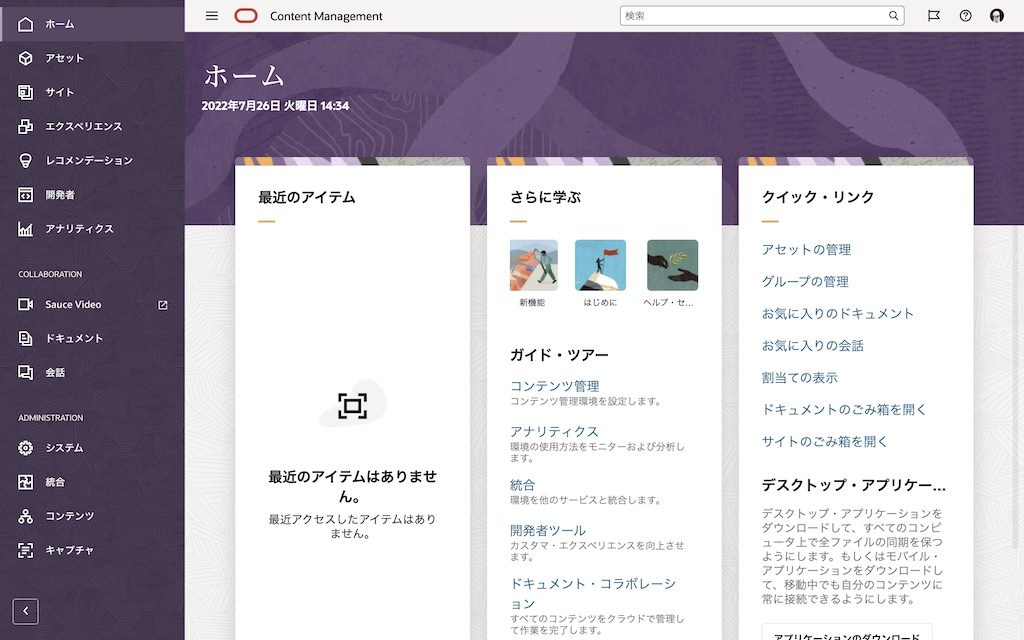 ホーム
アセット
サイト
エクスペリエンス
レコメンデーション
開発者
アナリティクス
COLLABORATION
Sauce Video
ドキュメント
会話
ADMINISTRATION
システム
統合
コンテンツ
キャプチャ
Content Management
検索
ホーム
2022年7月26日 火曜日 14:34
最近のアイテム
最近のアイテムはありませ
ん。
最近アクセスしたアイテムはあり
ません。
さらに学ぶ
新機能
はじめに
ヘルプ・セ...
ガイド・ツアー
コンテンツ管理
コンテンツ管理環境を設定します。
アナリティクス
環境の使用方法をモニターおよび分析し
ます。
統合
環境を他のサービスと統合します。
開発者ツール
カスタマ・エクスペリエンスを向上させ
ます。
ドキュメント・コラボレーシ
ョン
すべてのコンテンツをクラウドで管理し
て作業を完了します。
クイック・リンク
アセットの管理
グループの管理
お気に入りのドキュメント
お気に入りの会話
割当ての表示
ドキュメントのごみ箱を開く
サイトのごみ箱を開く
デスクトップ・アプリケー...
デスクトップ・アプリケーションを
ダウンロードして、すべてのコンピ
ュータ上で全ファイルの同期を保つ
ようにします。もしくはモバイル・
アプリケーションをダウンロードし
て、移動中でも自分のコンテンツに
常に接続できるようにします。
アプリケーションのダウンロード